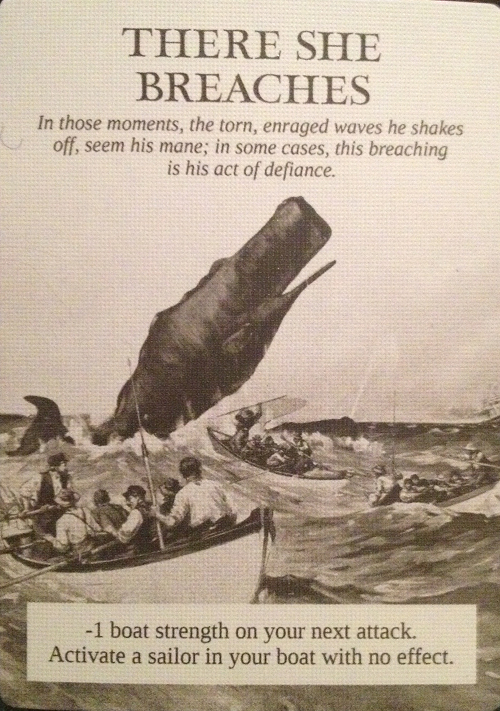 THERE SHE
BREACHES
In those moments, the torn, enraged waves he shakes
off, seem his mane; in some cases, this breaching
is his act of defiance.
-1 boat strength on your next attack.
Activate a sailor in your boat with no effect.